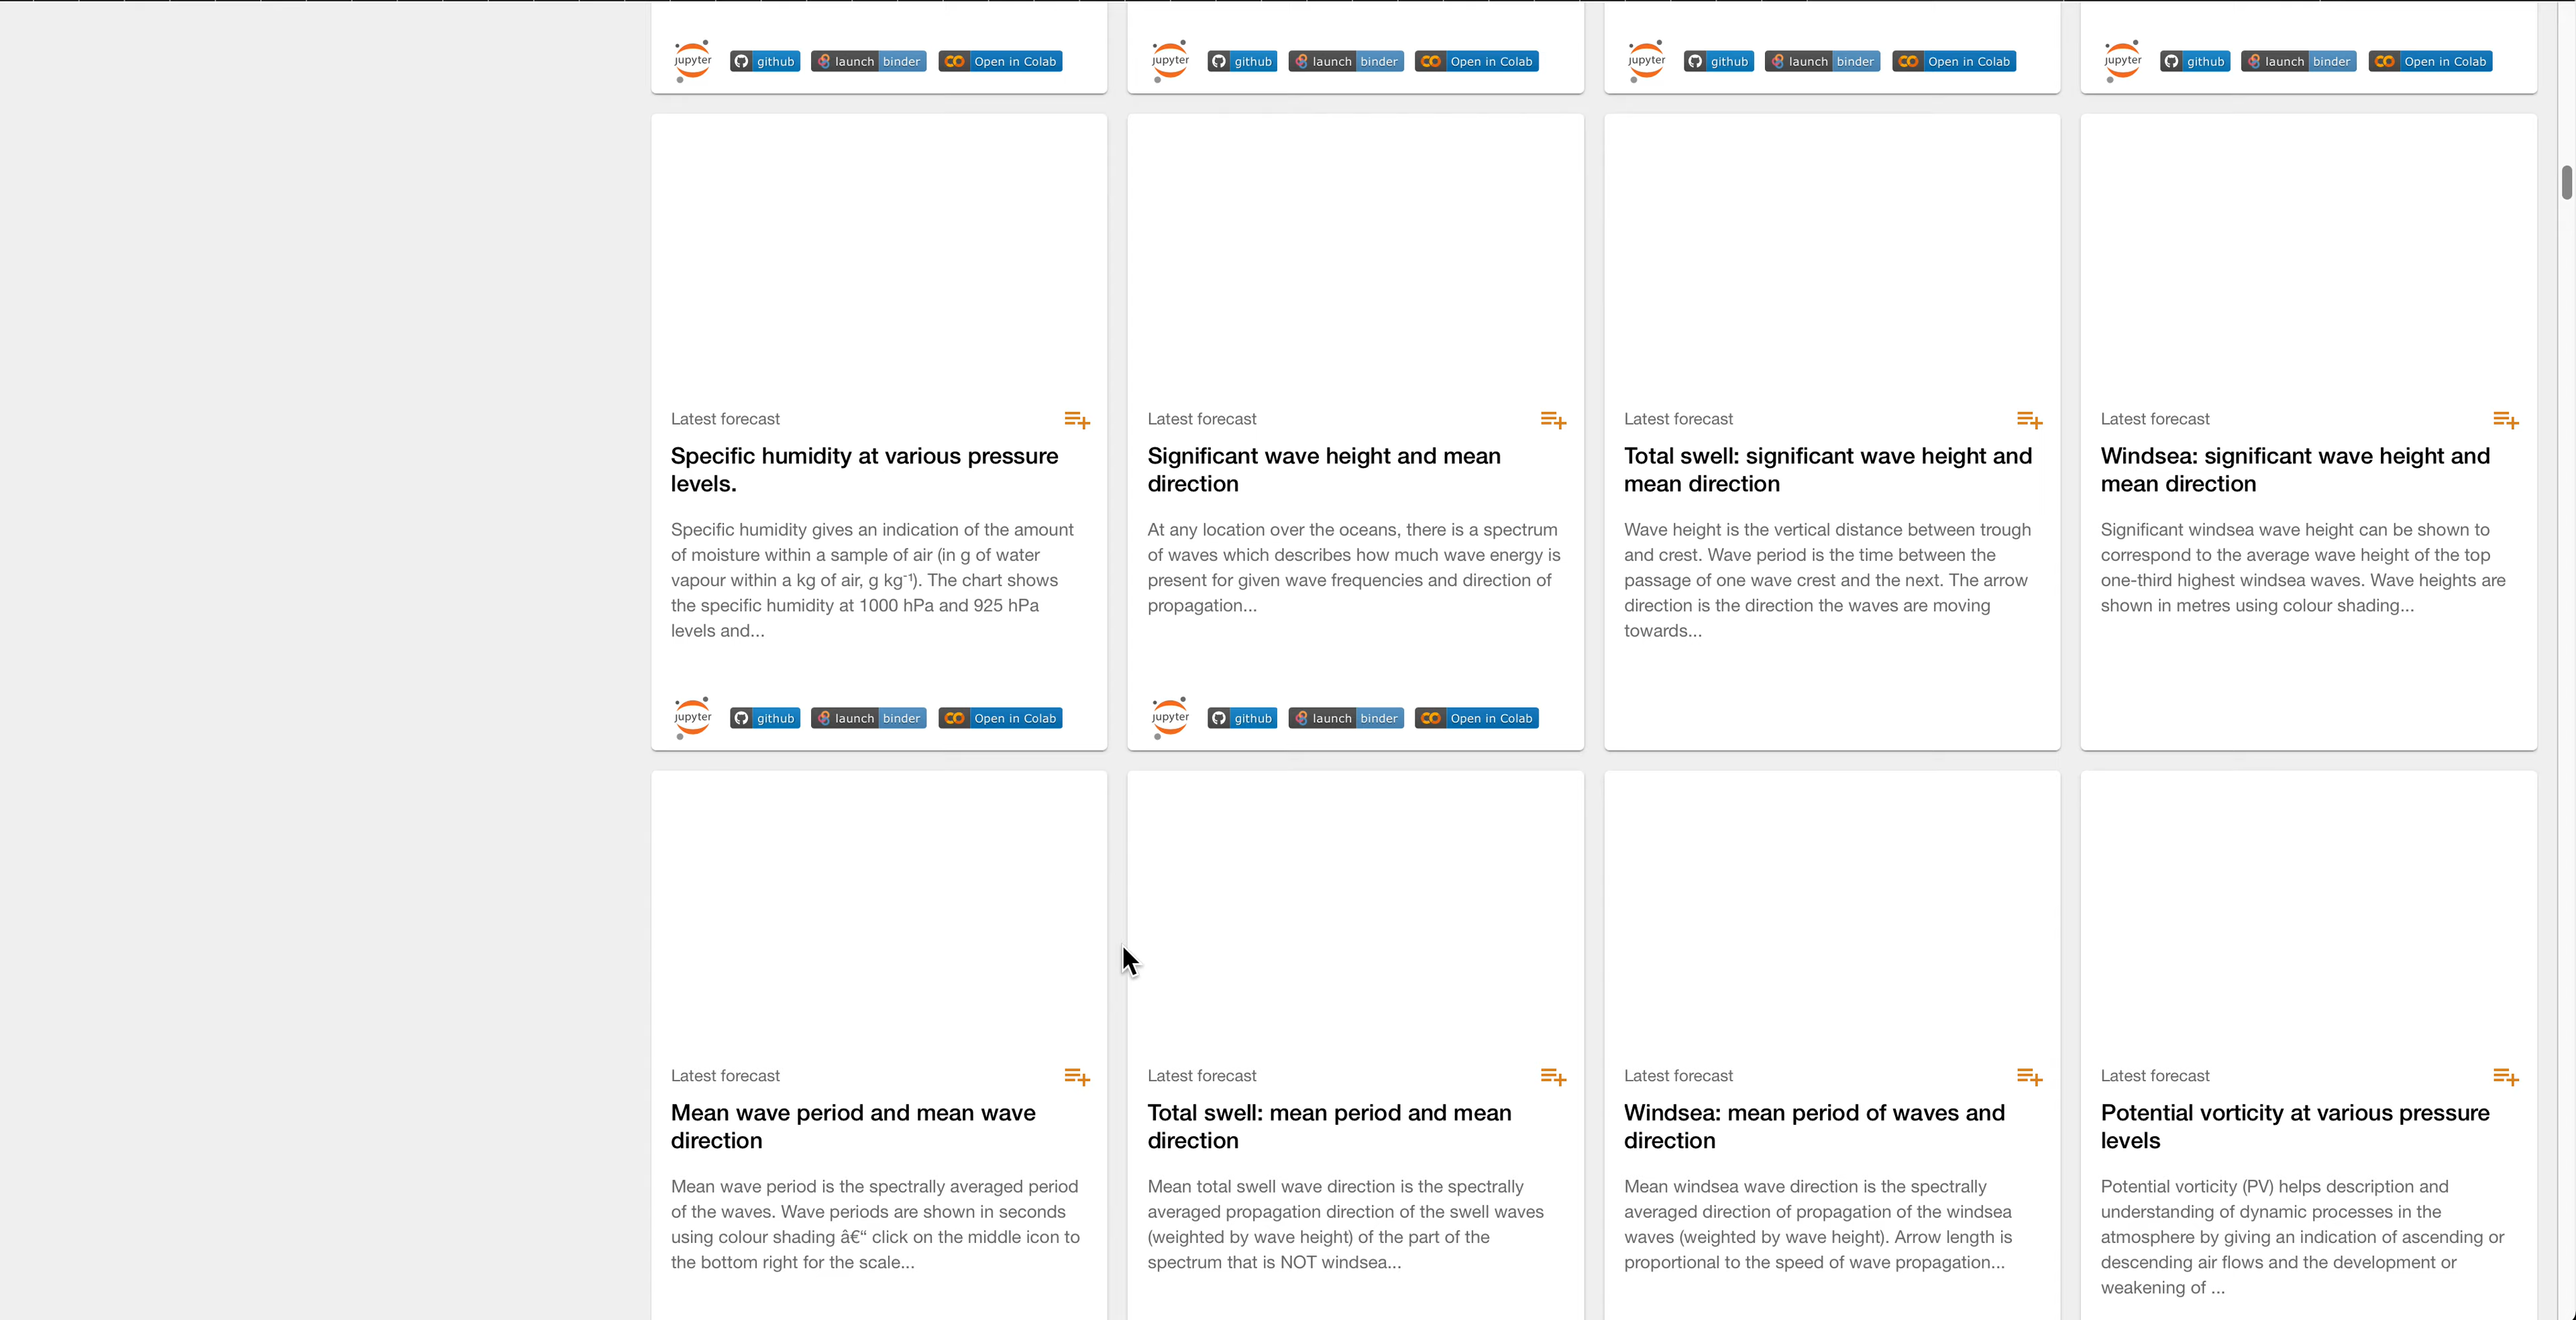 jupyter github launch binder Open in Colab
jupyter github launch binder Open in Colab
jupyter github launch binder Open in Colab
jupyter github launch binder Open in Colab
Latest forecast
Specific humidity at various pressure
levels.
Specific humidity gives an indication of the amount
of moisture within a sample of air (in g of water
vapour within a kg of air, g kg⁻¹). The chart shows
the specific humidity at 1000 hPa and 925 hPa
levels and...
jupyter github launch binder Open in Colab
Latest forecast
Significant wave height and mean
direction
At any location over the oceans, there is a spectrum
of waves which describes how much wave energy is
present for given wave frequencies and direction of
propagation...
jupyter github launch binder Open in Colab
Latest forecast
Total swell: significant wave height and
mean direction
Wave height is the vertical distance between trough
and crest. Wave period is the time between the
passage of one wave crest and the next. The arrow
direction is the direction the waves are moving
towards...
Latest forecast
Windsea: significant wave height and
mean direction
Significant windsea wave height can be shown to
correspond to the average wave height of the top
one-third highest windsea waves. Wave heights are
shown in metres using colour shading...
Latest forecast
Mean wave period and mean wave
direction
Mean wave period is the spectrally averaged period
of the waves. Wave periods are shown in seconds
using colour shading â€“ click on the middle icon to
the bottom right for the scale...
Latest forecast
Total swell: mean period and mean
direction
Mean total swell wave direction is the spectrally
averaged propagation direction of the swell waves
(weighted by wave height) of the part of the
spectrum that is NOT windsea...
Latest forecast
Windsea: mean period of waves and
direction
Mean windsea wave direction is the spectrally
averaged direction of propagation of the windsea
waves (weighted by wave height). Arrow length is
proportional to the speed of wave propagation...
Latest forecast
Potential vorticity at various pressure
levels
Potential vorticity (PV) helps description and
understanding of dynamic processes in the
atmosphere by giving an indication of ascending or
descending air flows and the development or
weakening of ...